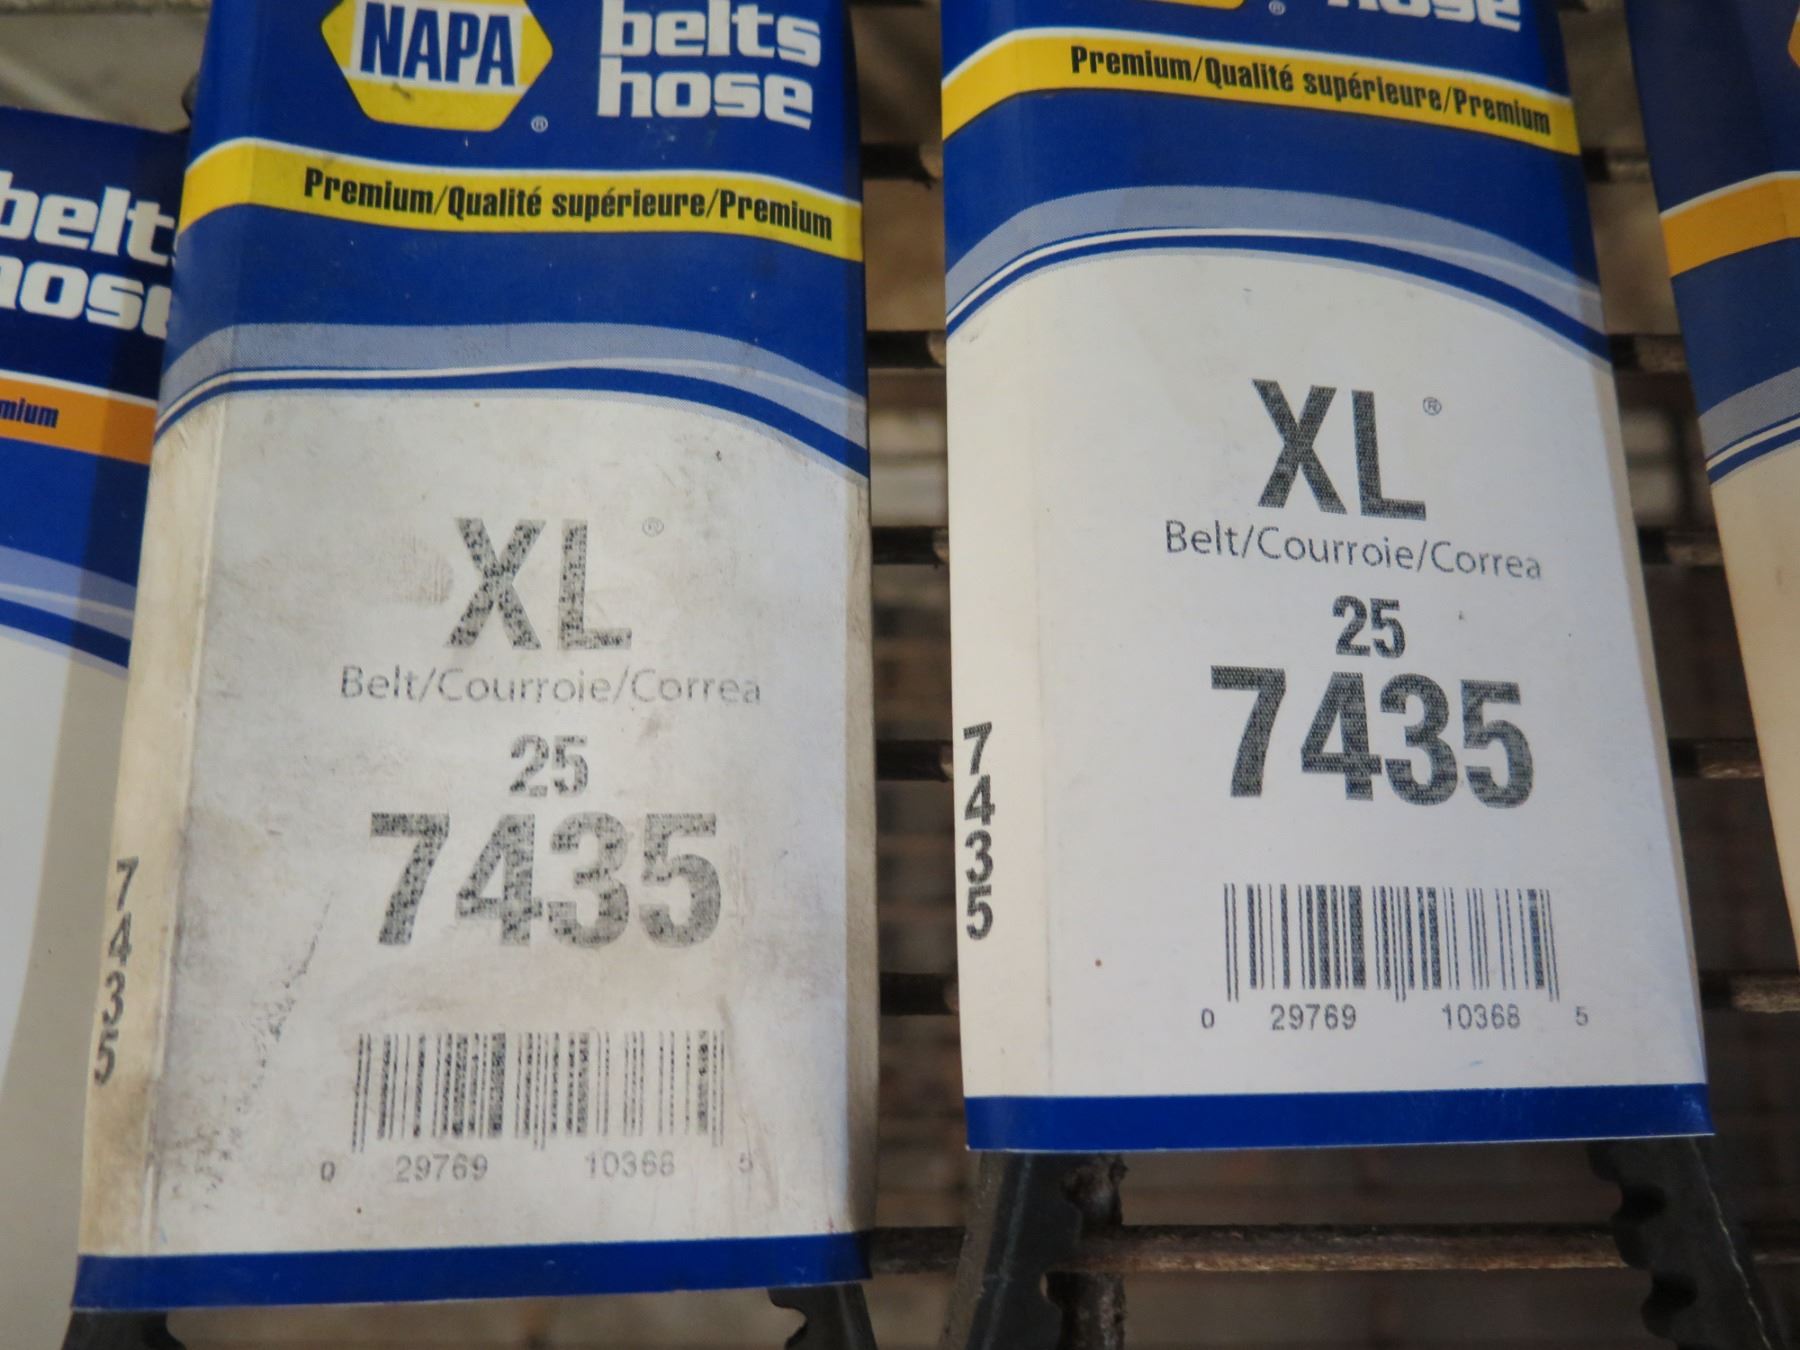 belts
hose
mium
NAPA
®
belts
hose
Premium/Qualité supérieure/Premium
XL®
Belt/Courroie/Correa
25
7435
7435
0 29769 10368 5
®
hose
Premium/Qualité supérieure/Premium
XL®
Belt/Courroie/Correa
25
7435
7435
0 29769 10368 5